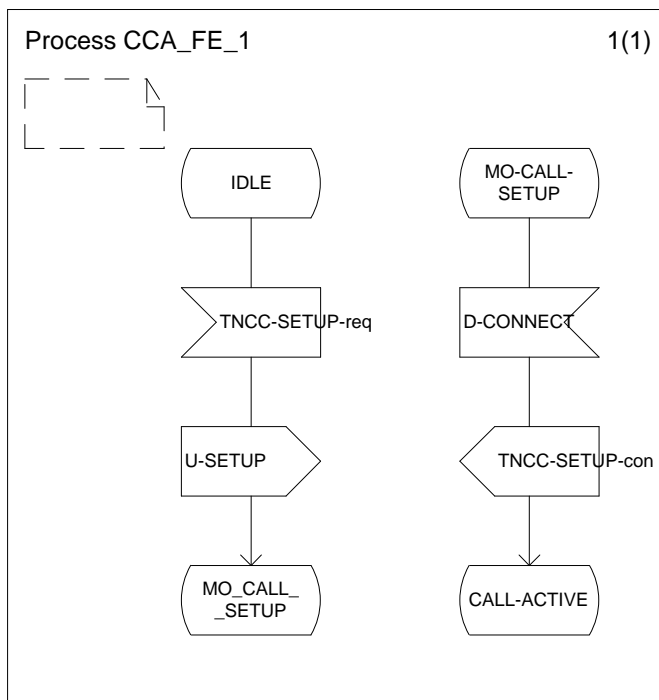 Process CCA_FE_1 1(1)
IDLE
TNCC-SETUP-req
U-SETUP
MO_CALL_
_SETUP
MO-CALL-
SETUP
D-CONNECT
TNCC-SETUP-con
CALL-ACTIVE